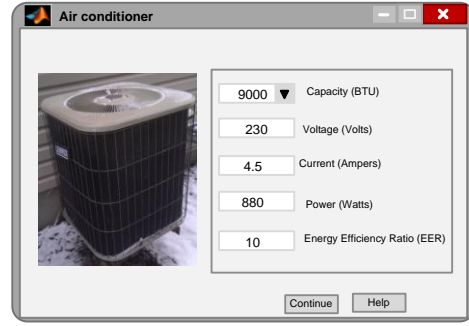 Air conditioner
9000 Capacity (BTU)
230 Voltage (Volts)
4.5 Current (Ampers)
880 Power (Watts)
10 Energy Efficiency Ratio (EER)
Continue Help